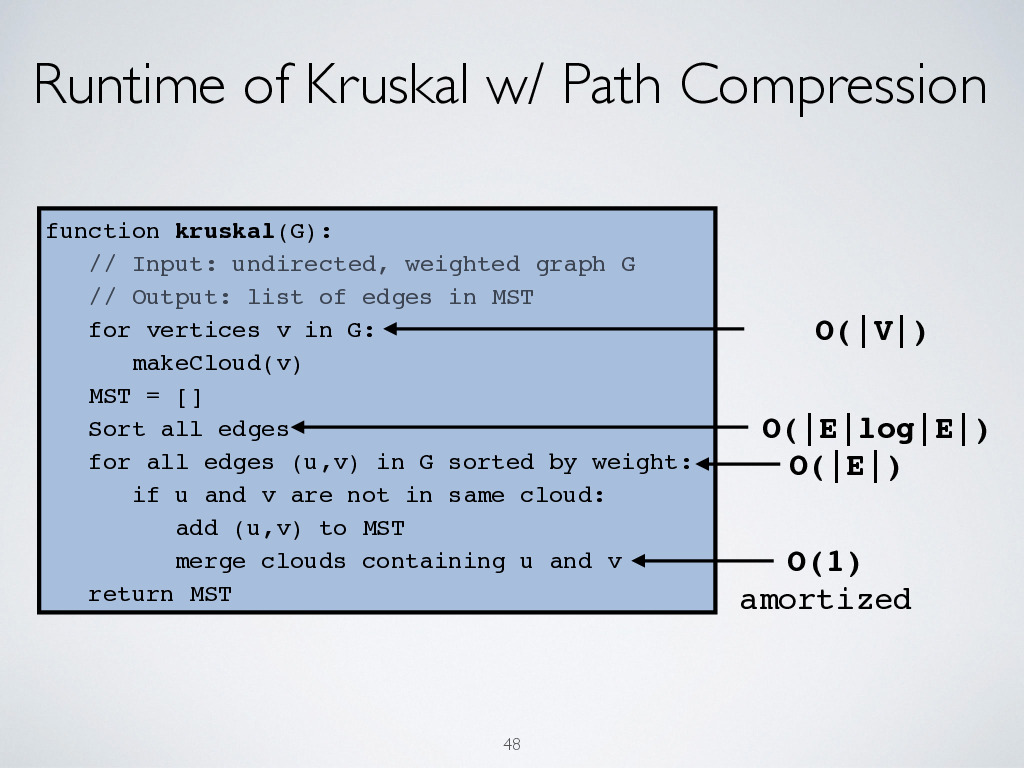 Runtime of Kruskal w/ Path Compression
function kruskal(G):
// Input: undirected, weighted graph G
// Output: list of edges in MST
for vertices v in G:
O(|V|)
makeCloud(v)
MST = []
Sort all edges
O(|E|log|E|)
for all edges (u,v) in G sorted by weight:
O(|E|)
if u and v are not in same cloud:
add (u,v) to MST
merge clouds containing u and v
O(1)
amortized
return MST
48